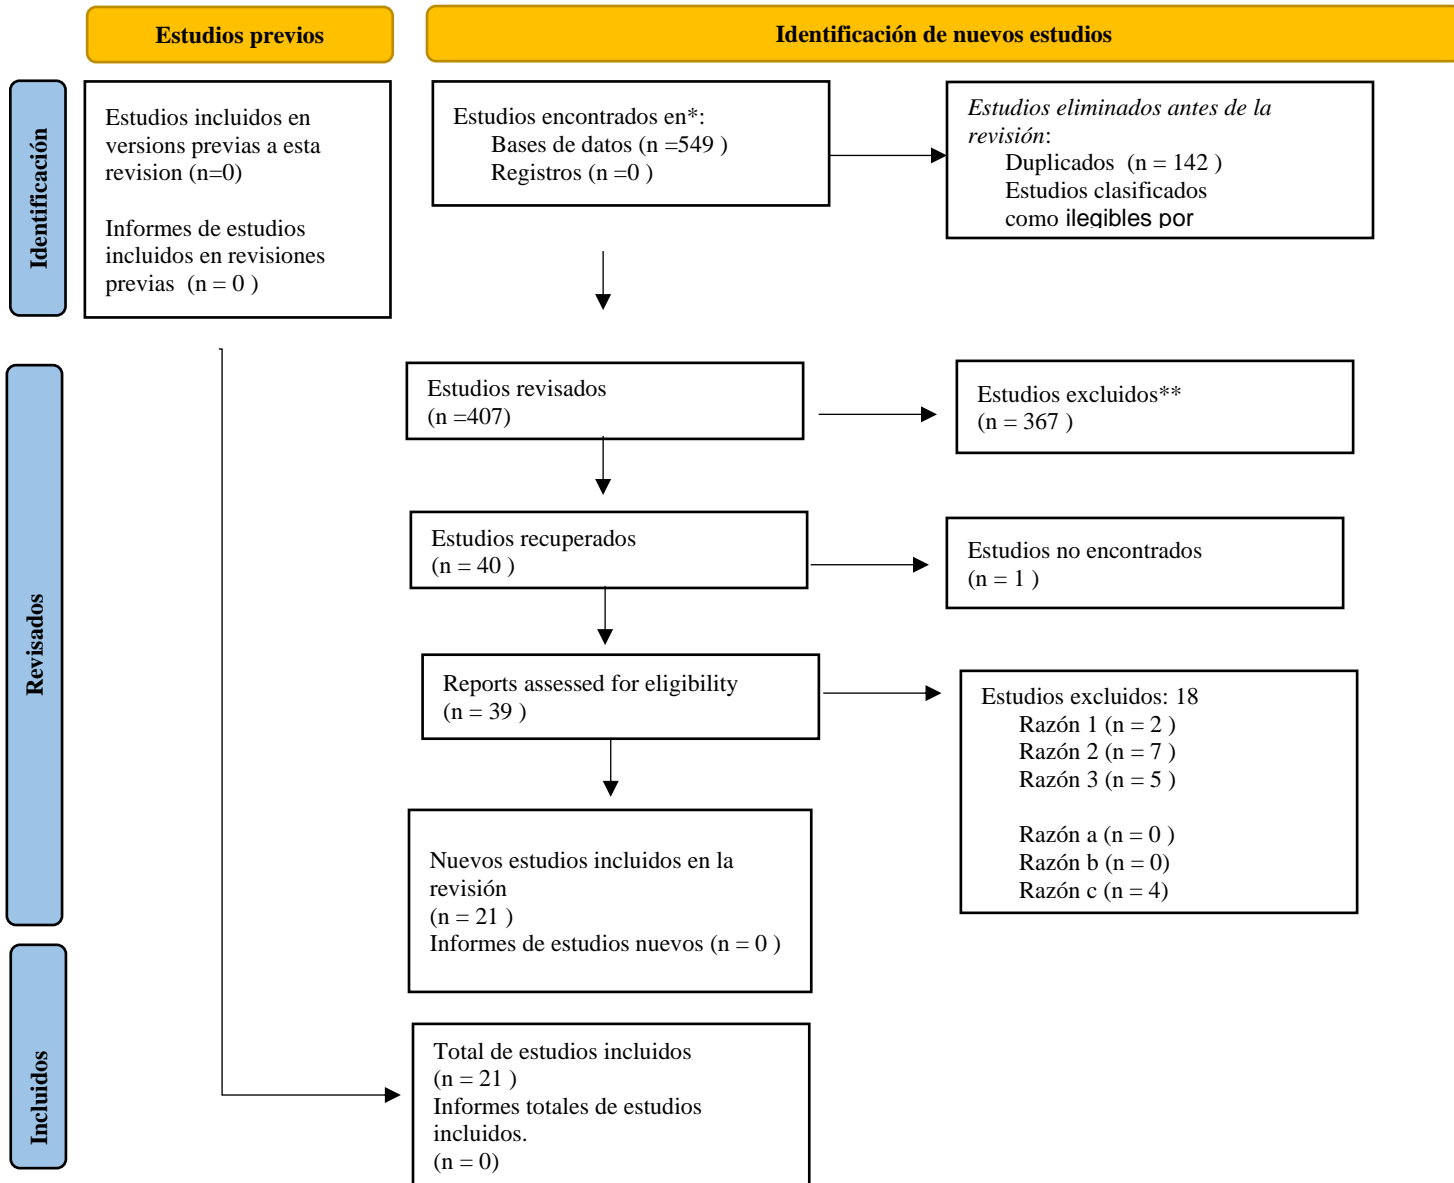 Estudios previos
Identificación de nuevos estudios
Identificación
Estudios incluidos en
versions previas a esta
revision (n=0)
Informes de estudios
incluidos en revisiones
previas (n = 0 )
Estudios encontrados en*:
Bases de datos (n =549 )
Registros (n =0 )
Estudios eliminados antes de la
revisión:
Duplicados (n = 142 )
Estudios clasificados
como ilegibles por
Revisados
Estudios revisados
(n =407)
Estudios excluidos**
(n = 367 )
Estudios recuperados
(n = 40 )
Estudios no encontrados
(n = 1 )
Reports assessed for eligibility
(n = 39 )
Estudios excluidos: 18
Razón 1 (n = 2 )
Razón 2 (n = 7 )
Razón 3 (n = 5 )
Razón a (n = 0 )
Razón b (n = 0)
Razón c (n = 4)
Nuevos estudios incluidos en la
revisión
(n = 21 )
Informes de estudios nuevos (n = 0 )
Incluidos
Total de estudios incluidos
(n = 21 )
Informes totales de estudios
incluidos.
(n = 0)